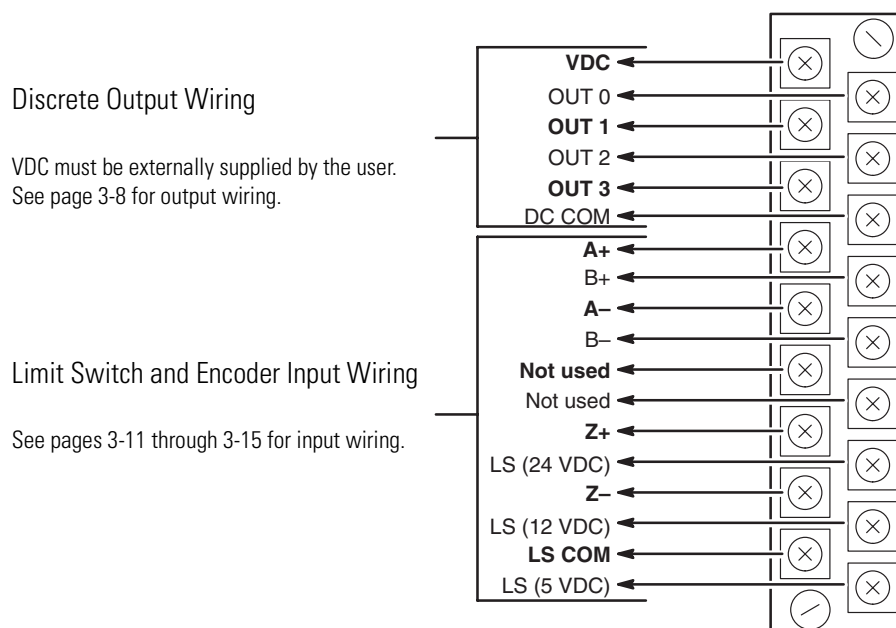 Discrete Output Wiring
VDC must be externally supplied by the user.
See page 3-8 for output wiring.
VDC
OUT 0
OUT 1
OUT 2
OUT 3
DC COM
Limit Switch and Encoder Input Wiring
See pages 3-11 through 3-15 for input wiring.
A+
B+
A–
B–
Not used
Not used
Z+
LS (24 VDC)
Z–
LS (12 VDC)
LS COM
LS (5 VDC)